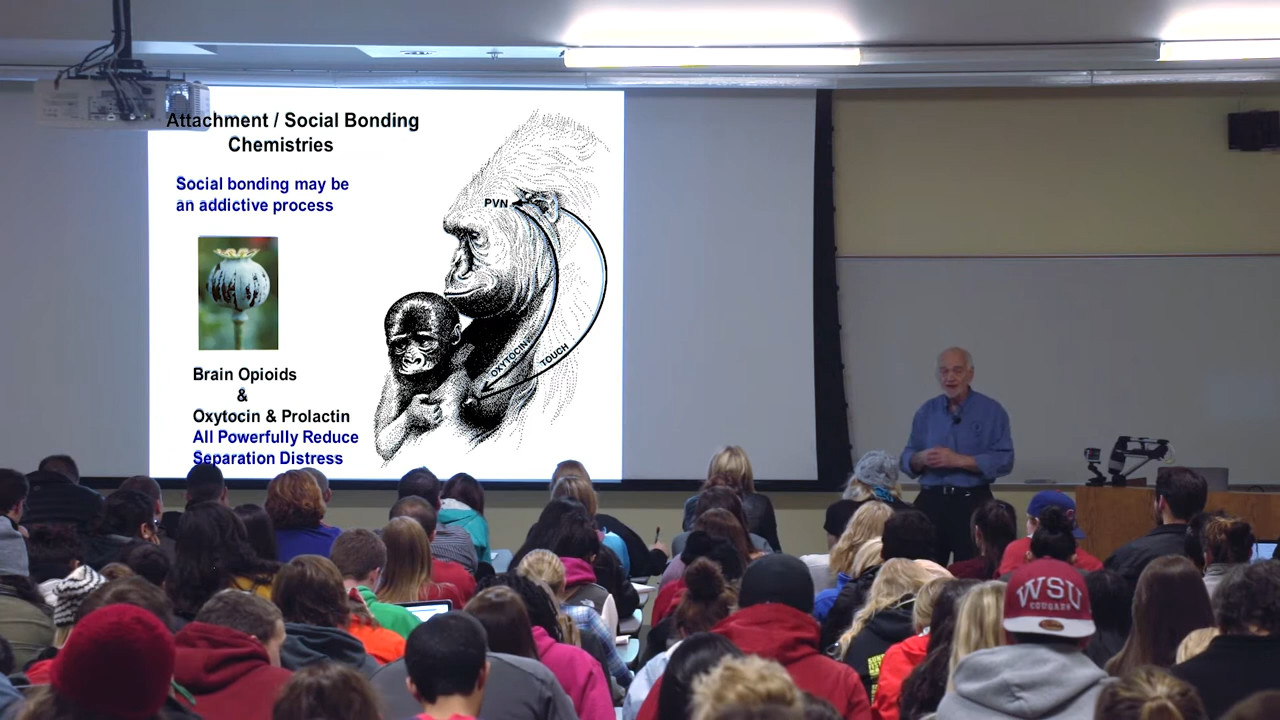 Attachment / Social Bonding
Chemistries
Social bonding may be
an addictive process
PVN
OXYTOCIN
TOUCH
Brain Opioids
&
Oxytocin & Prolactin
All Powerfully Reduce
Separation Distress
WSU
COUGARS